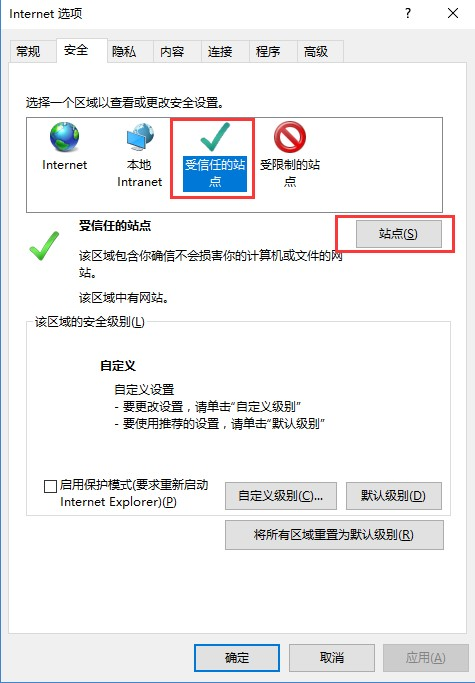 Internet 选项
? ×
常规 安全 隐私 内容 连接 程序 高级
选择一个区域以查看或更改安全设置。
Internet
本地
Intranet
受信任的站
点
受限制的站
点
受信任的站点
站点(S)
该区域包含你确信不会损害你的计算机或文件的网
站。
该区域中有网站。
该区域的安全级别(L)
自定义
自定义设置
- 要更改设置，请单击“自定义级别”
- 要使用推荐的设置，请单击“默认级别”
启用保护模式(要求重新启动
Internet Explorer)(P)
自定义级别(C)... 默认级别(D)
将所有区域重置为默认级别(R)
确定 取消 应用(A)